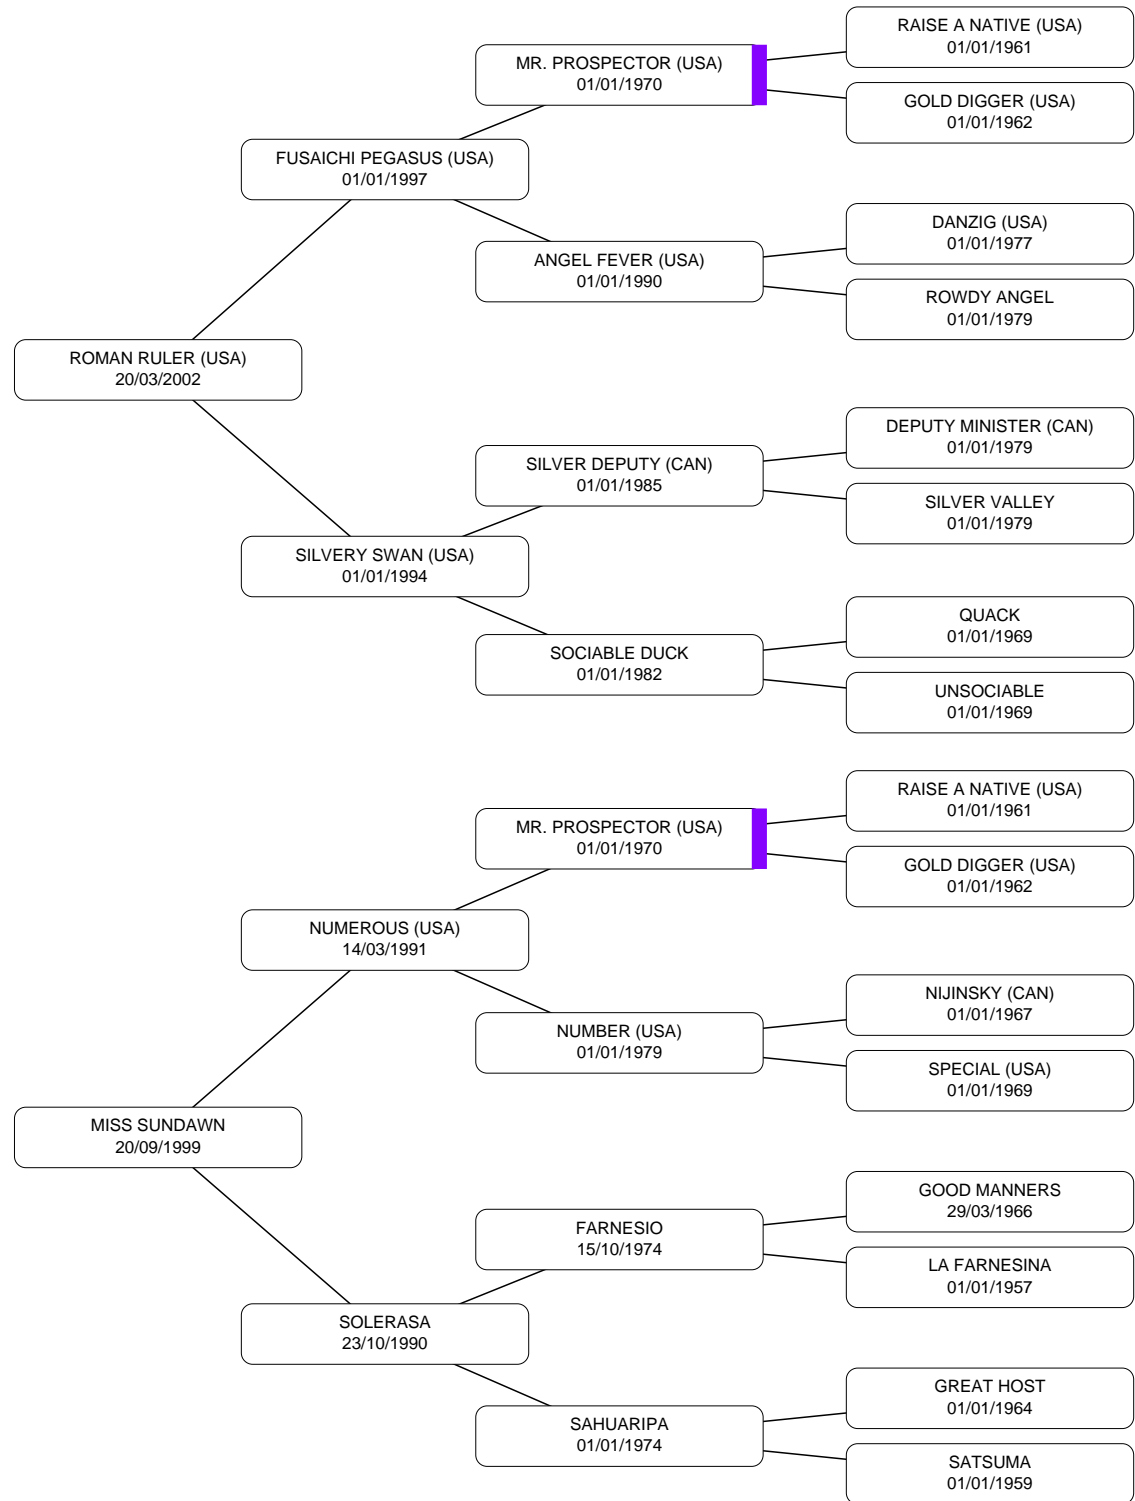 RAISE A NATIVE (USA)
01/01/1961
MR. PROSPECTOR (USA)
01/01/1970
GOLD DIGGER (USA)
01/01/1962
FUSAICHI PEGASUS (USA)
01/01/1997
DANZIG (USA)
01/01/1977
ANGEL FEVER (USA)
01/01/1990
ROWDY ANGEL
01/01/1979
ROMAN RULER (USA)
20/03/2002
DEPUTY MINISTER (CAN)
01/01/1979
SILVER DEPUTY (CAN)
01/01/1985
SILVER VALLEY
01/01/1979
SILVERY SWAN (USA)
01/01/1994
QUACK
01/01/1969
SOCIABLE DUCK
01/01/1982
UNSOCIABLE
01/01/1969
RAISE A NATIVE (USA)
01/01/1961
MR. PROSPECTOR (USA)
01/01/1970
GOLD DIGGER (USA)
01/01/1962
NUMEROUS (USA)
14/03/1991
NIJINSKY (CAN)
01/01/1967
NUMBER (USA)
01/01/1979
SPECIAL (USA)
01/01/1969
MISS SUNDAWN
20/09/1999
GOOD MANNERS
29/03/1966
FARNESIO
15/10/1974
LA FARNESINA
01/01/1957
SOLERASA
23/10/1990
GREAT HOST
01/01/1964
SAHUARIPA
01/01/1974
SATSUMA
01/01/1959